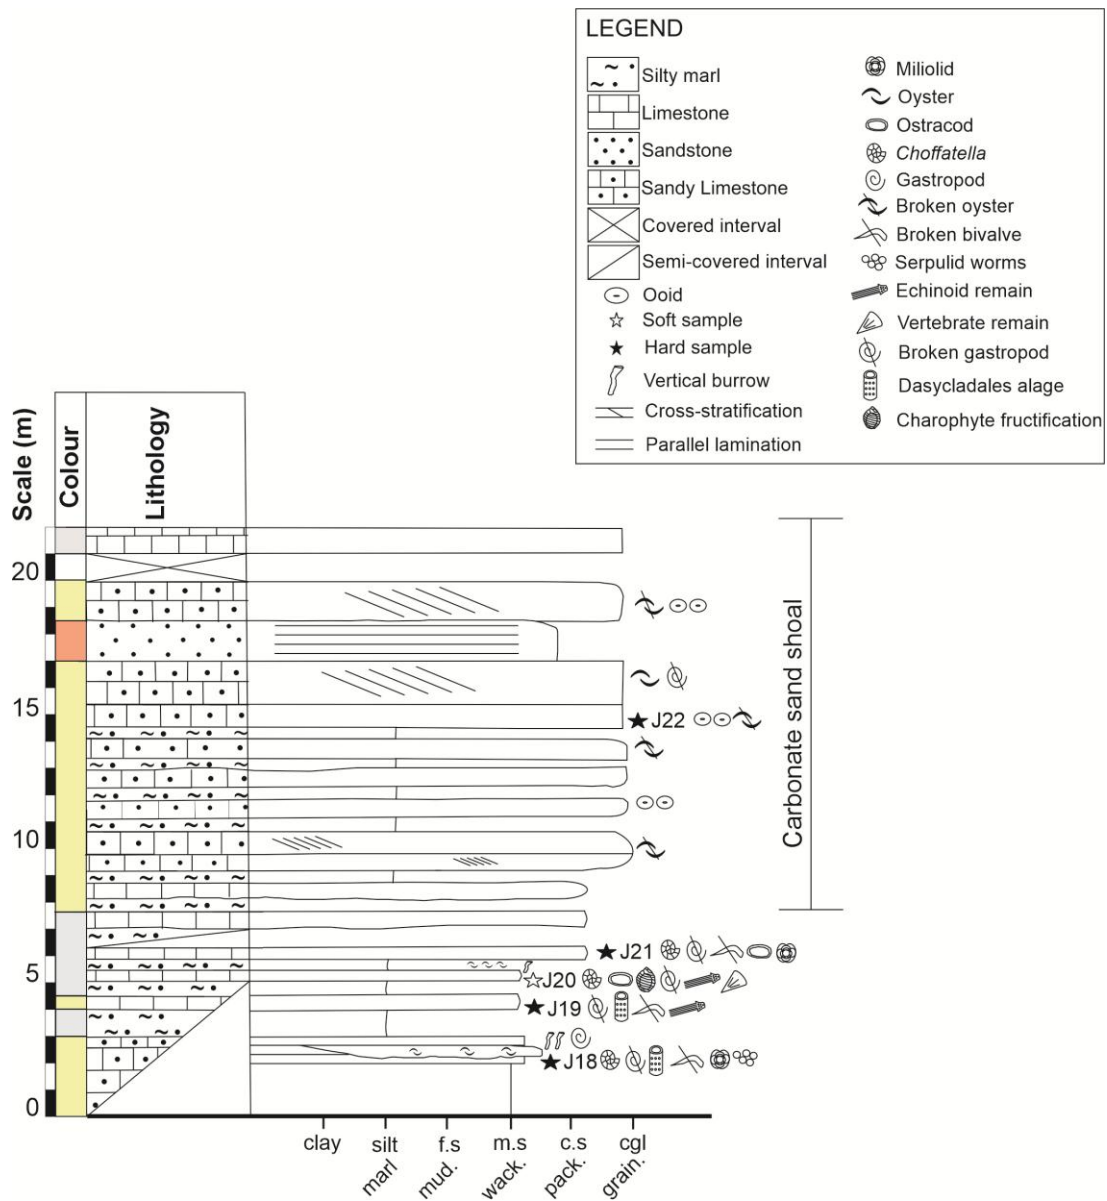 LEGEND
Silty marl
Limestone
Sandstone
Sandy Limestone
Covered interval
Semi-covered interval
Ooid
Soft sample
Hard sample
Vertical burrow
Cross-stratification
Parallel lamination
Miliolid
Oyster
Ostracod
Choffatella
Gastropod
Broken oyster
Broken bivalve
Serpulid worms
Echinoid remain
Vertebrate remain
Broken gastropod
Dasycladales alage
Charophyte fructification
Scale (m)
Colour
Lithology
20
15
10
5
0
J22
J21
J20
J19
J18
Carbonate sand shoal
clay
silt
marl
f.s
mud.
m.s
wack.
c.s
pack.
cgl
grain.